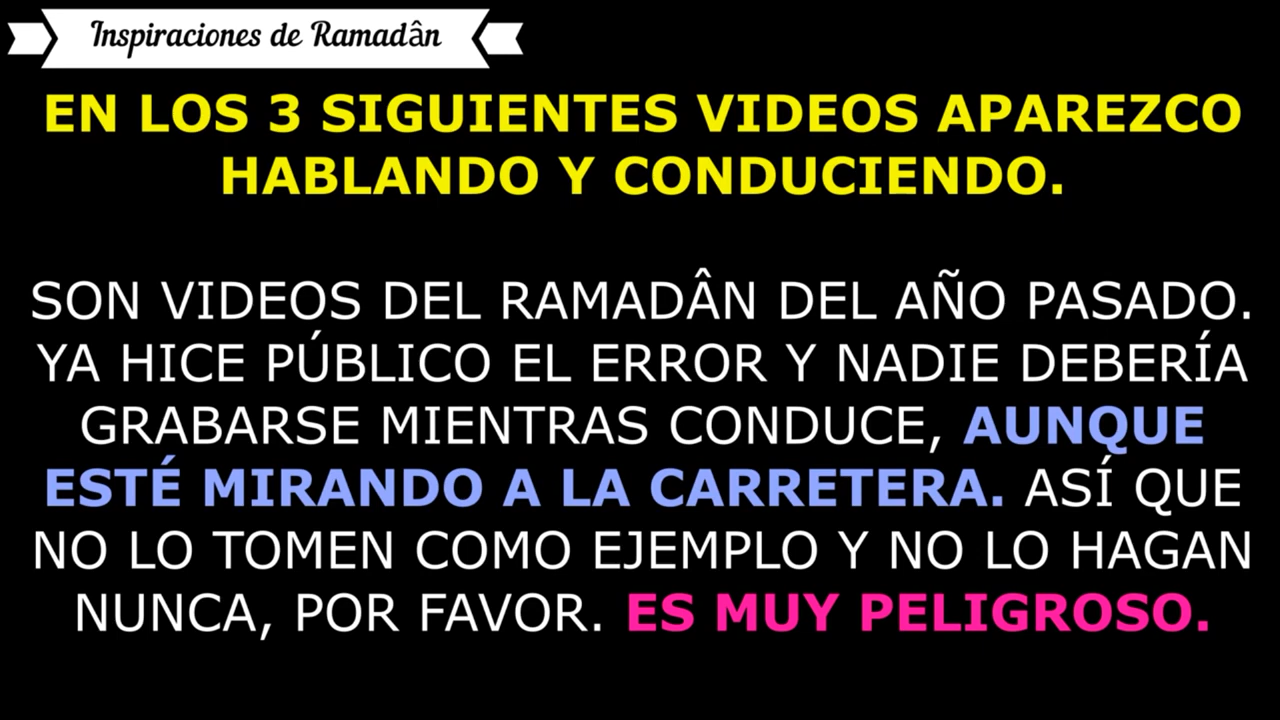 Inspiraciones de Ramadân
EN LOS 3 SIGUIENTES VIDEOS APAREZCO
HABLANDO Y CONDUCIENDO.
SON VIDEOS DEL RAMADÂN DEL AÑO PASADO.
YA HICE PÚBLICO EL ERROR Y NADIE DEBERÍA
GRABARSE MIENTRAS CONDUCE, AUNQUE
ESTÉ MIRANDO A LA CARRETERA. ASÍ QUE
NO LO TOMEN COMO EJEMPLO Y NO LO HAGAN
NUNCA, POR FAVOR. ES MUY PELIGROSO.